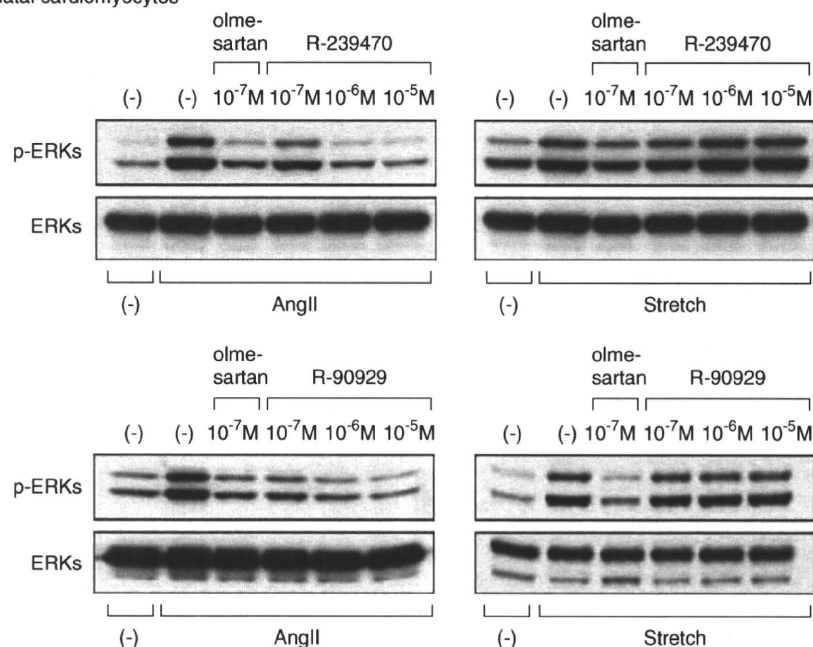 cardiomyocytes
olme-
sartan R-239470
(-) (-) 10⁻⁷M 10⁻⁷M 10⁻⁶M 10⁻⁵M
p-ERKs
ERKs
(-) AngII
olme-
sartan R-239470
(-) (-) 10⁻⁷M 10⁻⁷M 10⁻⁶M 10⁻⁵M
(-) Stretch
olme-
sartan R-90929
(-) (-) 10⁻⁷M 10⁻⁷M 10⁻⁶M 10⁻⁵M
p-ERKs
ERKs
(-) AngII
olme-
sartan R-90929
(-) (-) 10⁻⁷M 10⁻⁷M 10⁻⁶M 10⁻⁵M
(-) Stretch